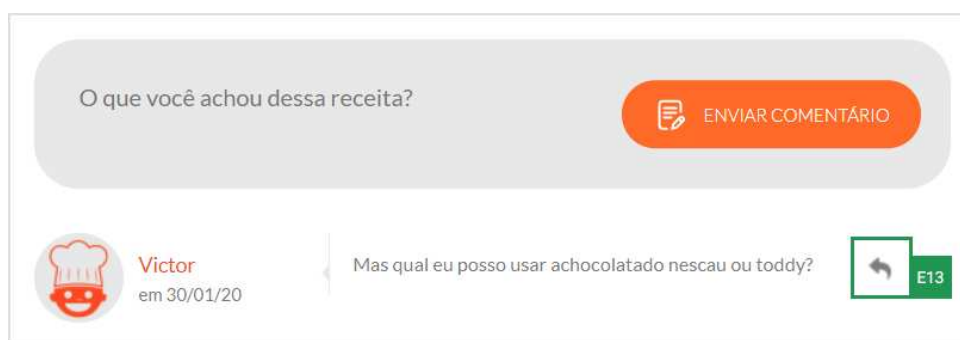 O que você achou dessa receita?
ENVIAR COMENTÁRIO
Victor
em 30/01/20
Mas qual eu posso usar achocolatado nescau ou toddy?
E13